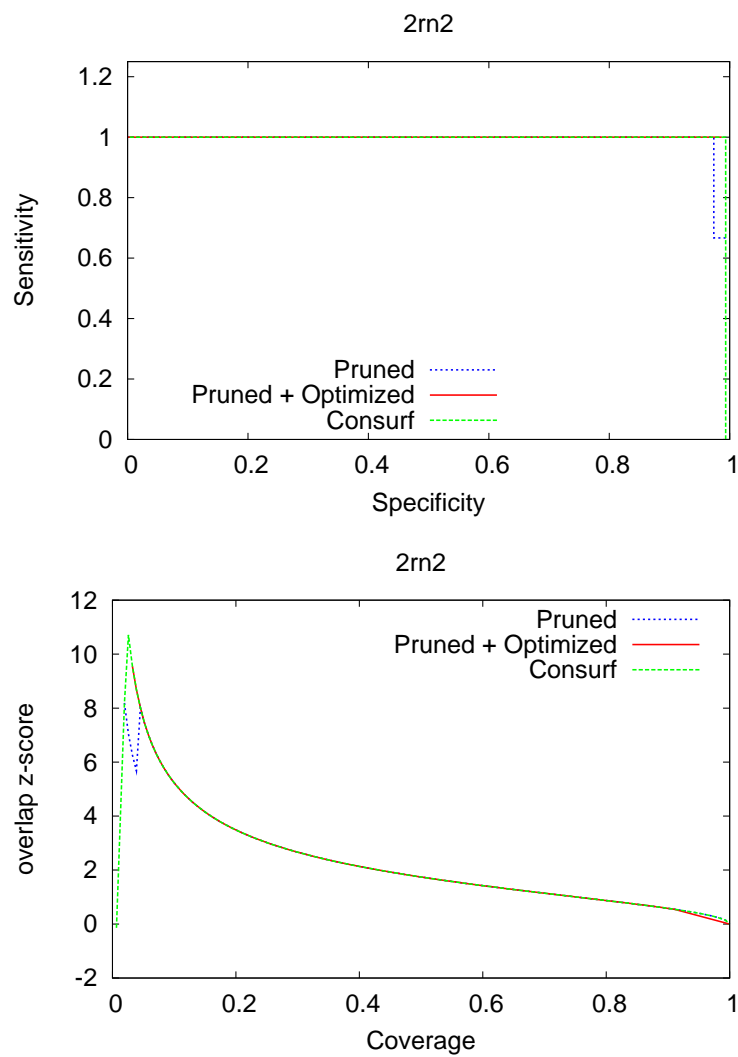 2rn2
1.2
1
0.8
0.6
0.4
0.2
0
Sensitivity
Pruned
Pruned + Optimized
Consurf
0 0.2 0.4 0.6 0.8 1
Specificity
2rn2
12
10
8
6
4
2
0
-2
overlap z-score
Pruned
Pruned + Optimized
Consurf
0 0.2 0.4 0.6 0.8 1
Coverage